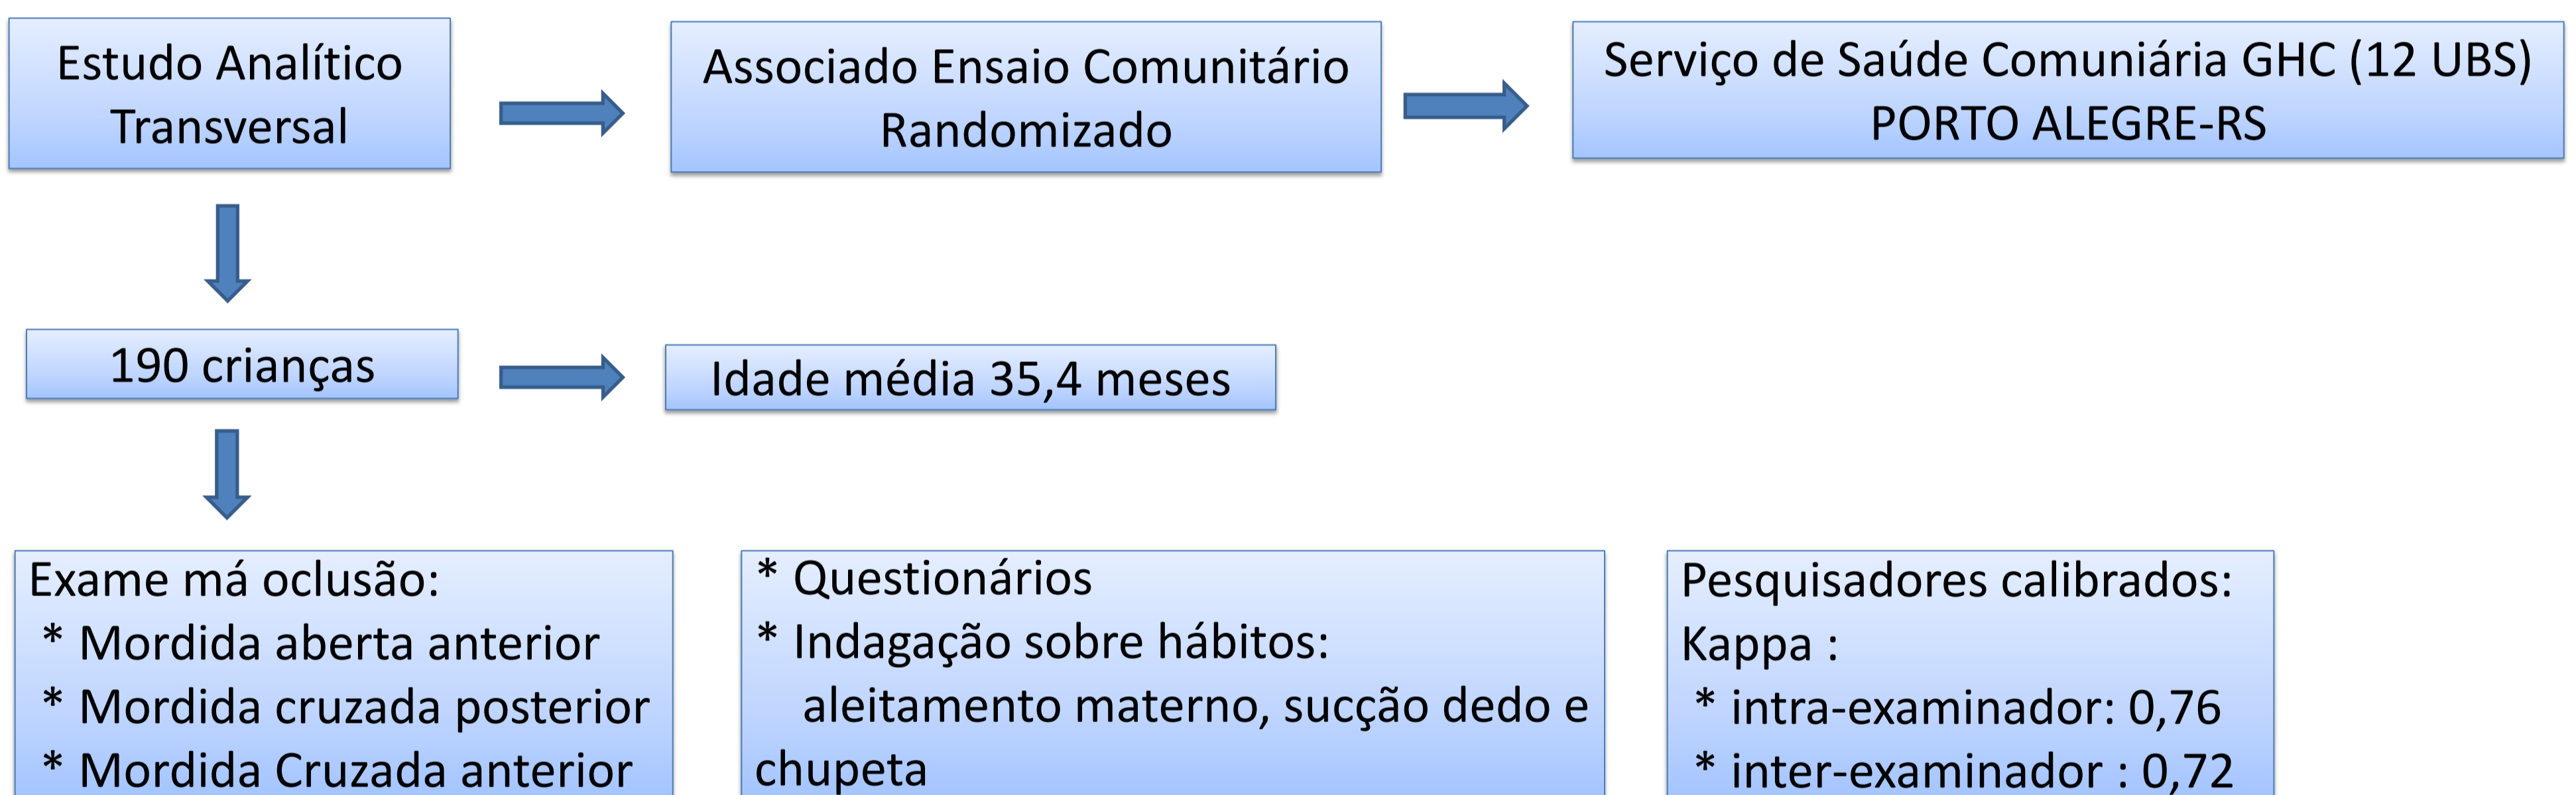 Estudo Analítico
Transversal
Associado Ensaio Comunitário
Randomizado
Serviço de Saúde Comuniária GHC (12 UBS)
PORTO ALEGRE-RS
190 crianças
Idade média 35,4 meses
Exame má oclusão:
* Mordida aberta anterior
* Mordida cruzada posterior
* Mordida Cruzada anterior
* Questionários
* Indagação sobre hábitos:
aleitamento materno, sucção dedo e
chupeta
Pesquisadores calibrados:
Kappa :
* intra-examinador: 0,76
* inter-examinador : 0,72